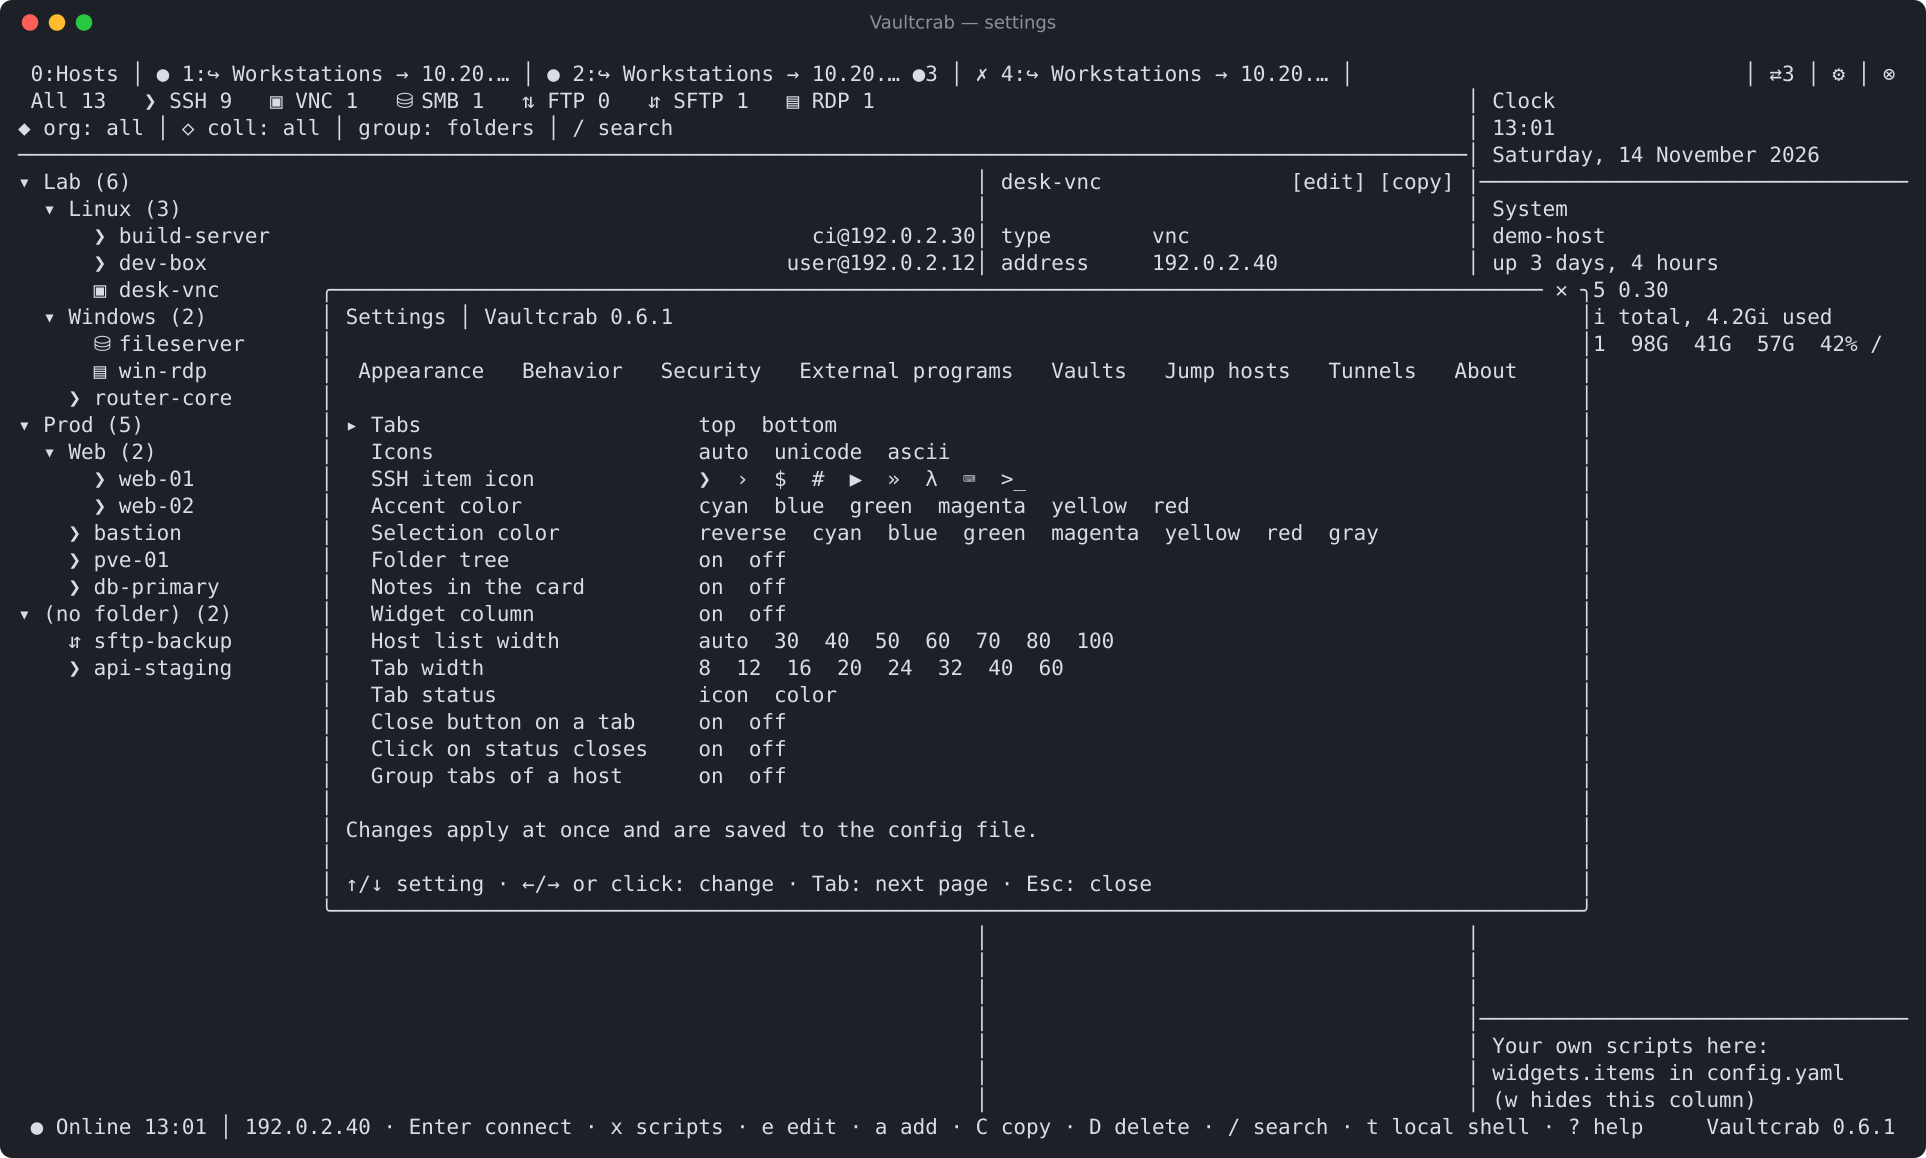 Vaultcrab — settings
0:Hosts │ ● 1:↪ Workstations → 10.20.… │ ● 2:↪ Workstations → 10.20.… ●3 │ ✗ 4:↪ Workstations → 10.20.… │ │ ⇄3 │ ⚙ │ ⊗
All 13 ❯ SSH 9 ▣ VNC 1 ⛁ SMB 1 ⇅ FTP 0 ⇵ SFTP 1 ▤ RDP 1 │ Clock
◆ org: all │ ◇ coll: all │ group: folders │ / search │ 13:01
│ Saturday, 14 November 2026
▾ Lab (6) │ desk-vnc [edit] [copy] │
▾ Linux (3) │ │ System
❯ build-server ci@192.0.2.30│ type vnc │ demo-host
❯ dev-box user@192.0.2.12│ address 192.0.2.40 │ up 3 days, 4 hours
▣ desk-vnc × 5 0.30
▾ Windows (2) │ Settings │ Vaultcrab 0.6.1 │i total, 4.2Gi used
⛁ fileserver │ │1 98G 41G 57G 42% /
▤ win-rdp │ Appearance Behavior Security External programs Vaults Jump hosts Tunnels About │
❯ router-core
▾ Prod (5) │ ▸ Tabs top bottom │
▾ Web (2) │ Icons auto unicode ascii │
❯ web-01 │ SSH item icon ❯ › $ # ▶ » λ ⌨ >_ │
❯ web-02 │ Accent color cyan blue green magenta yellow red │
❯ bastion │ Selection color reverse cyan blue green magenta yellow red gray │
❯ pve-01 │ Folder tree on off │
❯ db-primary │ Notes in the card on off │
▾ (no folder) (2) │ Widget column on off │
⇵ sftp-backup │ Host list width auto 30 40 50 60 70 80 100 │
❯ api-staging │ Tab width 8 12 16 20 24 32 40 60 │
│ Tab status icon color │
│ Close button on a tab on off │
│ Click on status closes on off │
│ Group tabs of a host on off │
│ Changes apply at once and are saved to the config file. │
│ ↑/↓ setting · ←/→ or click: change · Tab: next page · Esc: close │
│ Your own scripts here:
│ widgets.items in config.yaml
│ (w hides this column)
● Online 13:01 │ 192.0.2.40 · Enter connect · x scripts · e edit · a add · C copy · D delete · / search · t local shell · ? help Vaultcrab 0.6.1